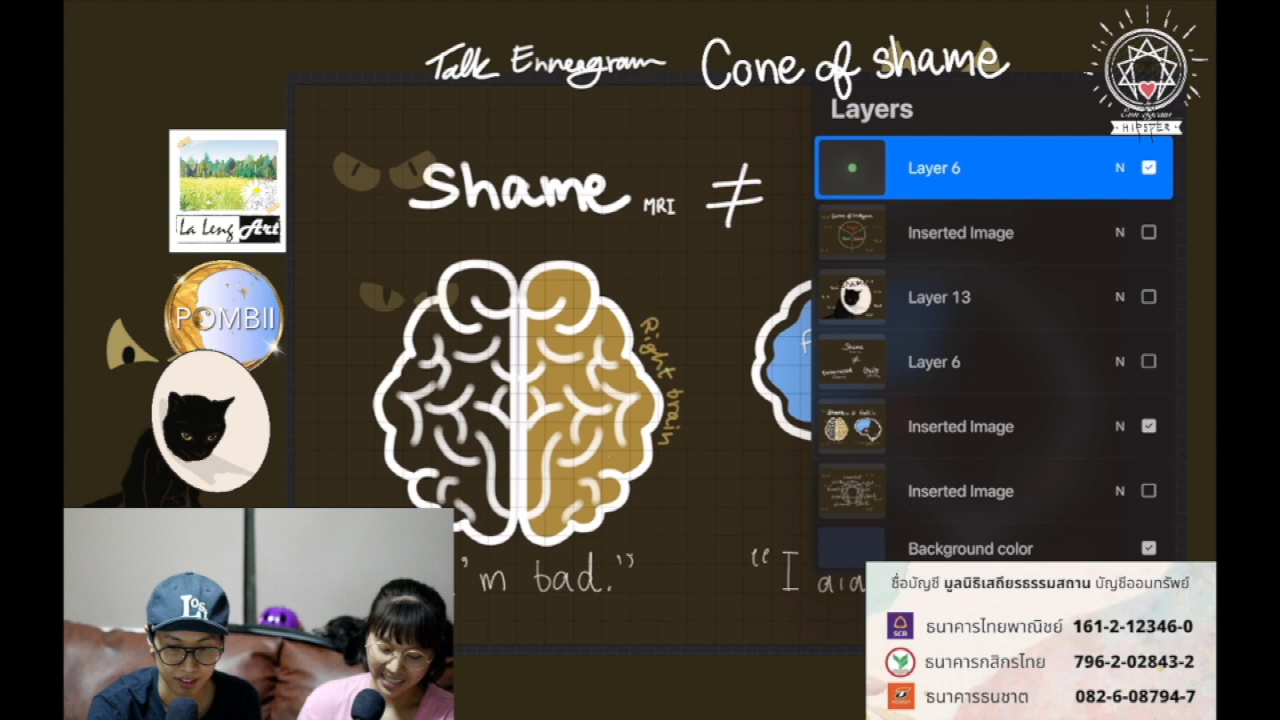 Talk Enneagram Cone of shame
HIPSTER
Layers
Layer 6 N
Inserted Image N
Layer 13 N
Layer 6 N
Inserted Image N
Inserted Image N
Background color
La Leng Art
POMBII
Shame MRI ≠
Right brain
'm bad."
"I
ชื่อบัญชี มูลนิธิเสถียรธรรมสถาน บัญชีออมทรัพย์
SCB ธนาคารไทยพาณิชย์ 161-2-12346-0
ธนาคารกสิกรไทย 796-2-02843-2
ธนาคารธนชาต 082-6-08794-7